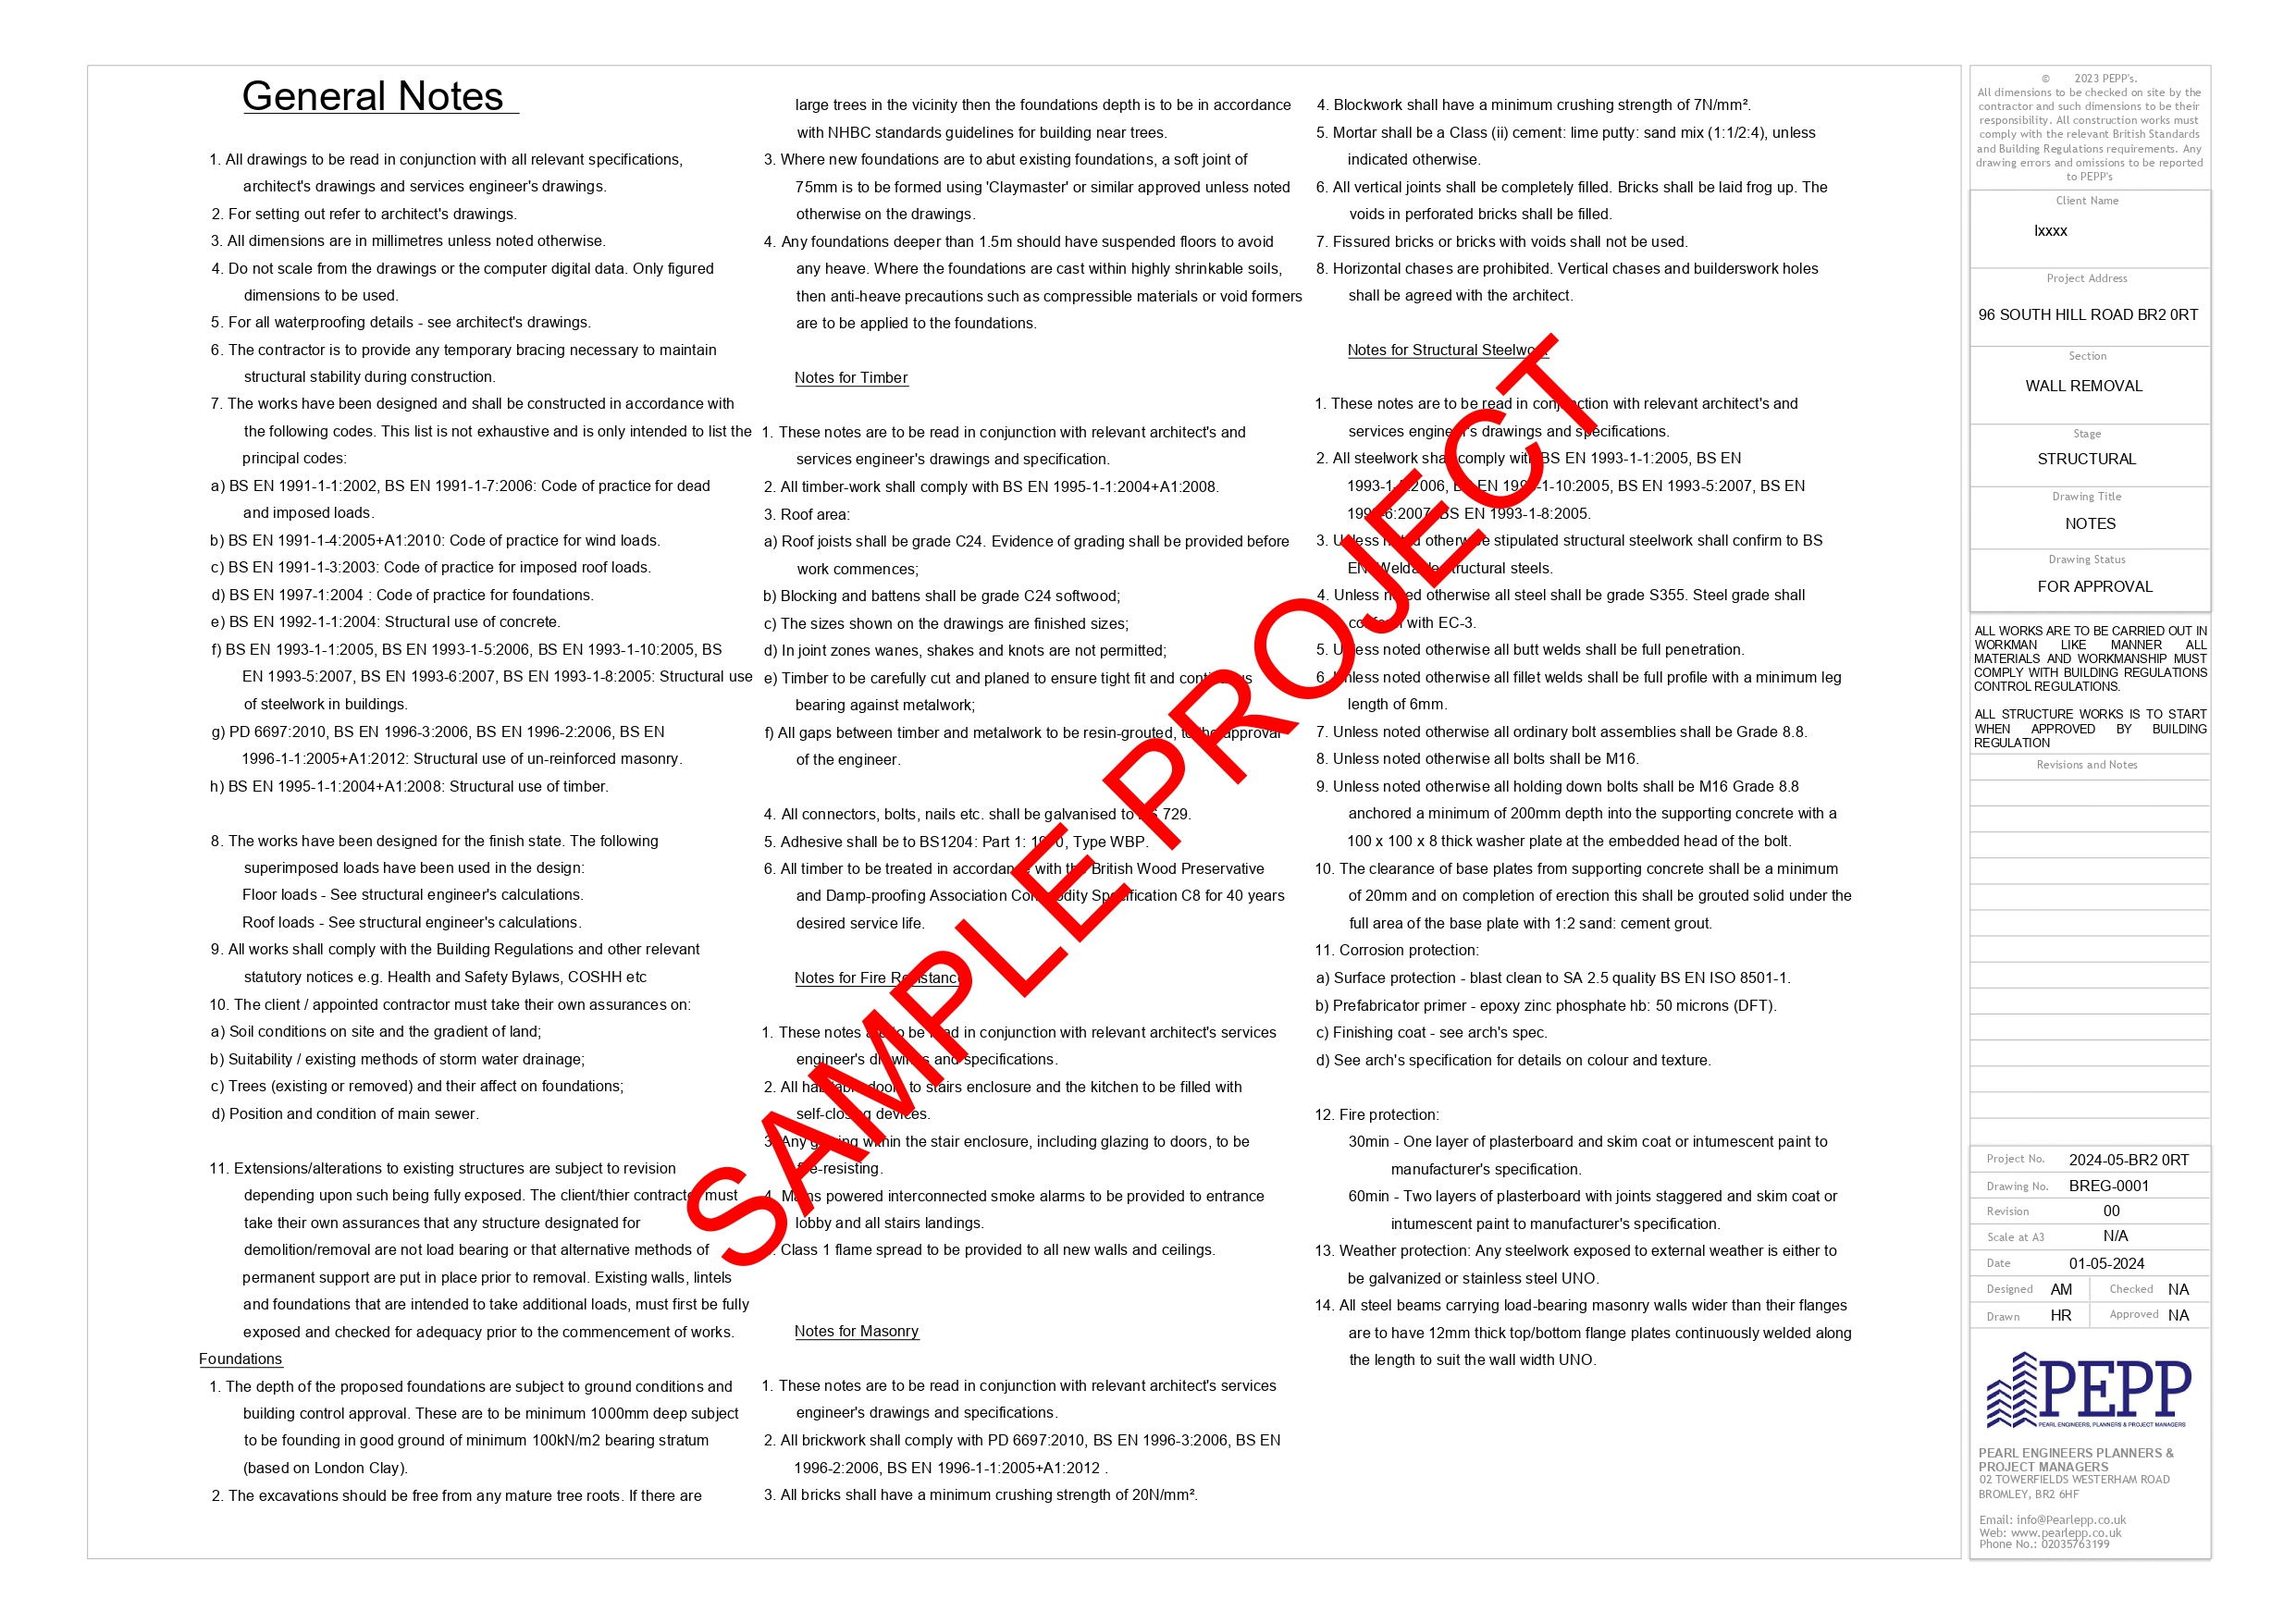 General Notes
1. All drawings to be read in conjunction with all relevant specifications,
architect's drawings and services engineer's drawings.
2. For setting out refer to architect's drawings.
3. All dimensions are in millimetres unless noted otherwise.
4. Do not scale from the drawings or the computer digital data. Only figured
dimensions to be used.
5. For all waterproofing details - see architect's drawings.
6. The contractor is to provide any temporary bracing necessary to maintain
structural stability during construction.
7. The works have been designed and shall be constructed in accordance with
the following codes. This list is not exhaustive and is only intended to list the
principal codes:
a) BS EN 1991-1-1:2002, BS EN 1991-1-7:2006: Code of practice for dead
and imposed loads.
b) BS EN 1991-1-4:2005+A1:2010: Code of practice for wind loads.
c) BS EN 1991-1-3:2003: Code of practice for imposed roof loads.
d) BS EN 1997-1:2004 : Code of practice for foundations.
e) BS EN 1992-1-1:2004: Structural use of concrete.
f) BS EN 1993-1-1:2005, BS EN 1993-1-5:2006, BS EN 1993-1-10:2005, BS
EN 1993-5:2007, BS EN 1993-6:2007, BS EN 1993-1-8:2005: Structural use
of steelwork in buildings.
g) PD 6697:2010, BS EN 1996-3:2006, BS EN 1996-2:2006, BS EN
1996-1-1:2005+A1:2012: Structural use of un-reinforced masonry.
h) BS EN 1995-1-1:2004+A1:2008: Structural use of timber.
8. The works have been designed for the finish state. The following
superimposed loads have been used in the design:
Floor loads - See structural engineer's calculations.
Roof loads - See structural engineer's calculations.
9. All works shall comply with the Building Regulations and other relevant
statutory notices e.g. Health and Safety Bylaws, COSHH etc
10. The client / appointed contractor must take their own assurances on:
a) Soil conditions on site and the gradient of land;
b) Suitability / existing methods of storm water drainage;
c) Trees (existing or removed) and their affect on foundations;
d) Position and condition of main sewer.
11. Extensions/alterations to existing structures are subject to revision
depending upon such being fully exposed. The client/thier contractor must
take their own assurances that any structure designated for
demolition/removal are not load bearing or that alternative methods of
permanent support are put in place prior to removal. Existing walls, lintels
and foundations that are intended to take additional loads, must first be fully
exposed and checked for adequacy prior to the commencement of works.
Foundations
1. The depth of the proposed foundations are subject to ground conditions and
building control approval. These are to be minimum 1000mm deep subject
to be founding in good ground of minimum 100kN/m2 bearing stratum
(based on London Clay).
2. The excavations should be free from any mature tree roots. If there are
large trees in the vicinity then the foundations depth is to be in accordance
with NHBC standards guidelines for building near trees.
3. Where new foundations are to abut existing foundations, a soft joint of
75mm is to be formed using 'Claymaster' or similar approved unless noted
otherwise on the drawings.
4. Any foundations deeper than 1.5m should have suspended floors to avoid
any heave. Where the foundations are cast within highly shrinkable soils,
then anti-heave precautions such as compressible materials or void formers
are to be applied to the foundations.
Notes for Timber
1. These notes are to be read in conjunction with relevant architect's and
services engineer's drawings and specification.
2. All timber-work shall comply with BS EN 1995-1-1:2004+A1:2008.
3. Roof area:
a) Roof joists shall be grade C24. Evidence of grading shall be provided before
work commences;
b) Blocking and battens shall be grade C24 softwood;
c) The sizes shown on the drawings are finished sizes;
d) In joint zones wanes, shakes and knots are not permitted;
e) Timber to be carefully cut and planed to ensure tight fit and continuous
bearing against metalwork;
f) All gaps between timber and metalwork to be resin-grouted, to the approval
of the engineer.
4. All connectors, bolts, nails etc. shall be galvanised to 729.
5. Adhesive shall be to BS1204: Part 1: Type WBP.
6. All timber to be treated in accordance with the British Wood Preservative
and Damp-proofing Association Commodity Specification C8 for 40 years
desired service life.
Notes for Fire Resistance
1. These notes are to be read in conjunction with relevant architect's services
engineer's drawings and specifications.
2. All habitable doors to stairs enclosure and the kitchen to be filled with
self-closing devices.
3. Any glazing within the stair enclosure, including glazing to doors, to be
fire-resisting.
4. Mains powered interconnected smoke alarms to be provided to entrance
lobby and all stairs landings.
Class 1 flame spread to be provided to all new walls and ceilings.
Notes for Masonry
1. These notes are to be read in conjunction with relevant architect's services
engineer's drawings and specifications.
2. All brickwork shall comply with PD 6697:2010, BS EN 1996-3:2006, BS EN
1996-2:2006, BS EN 1996-1-1:2005+A1:2012 .
3. All bricks shall have a minimum crushing strength of 20N/mm².
4. Blockwork shall have a minimum crushing strength of 7N/mm².
5. Mortar shall be a Class (ii) cement: lime putty: sand mix (1:1/2:4), unless
indicated otherwise.
6. All vertical joints shall be completely filled. Bricks shall be laid frog up. The
voids in perforated bricks shall be filled.
7. Fissured bricks or bricks with voids shall not be used.
8. Horizontal chases are prohibited. Vertical chases and builderswork holes
shall be agreed with the architect.
Notes for Structural Steelwork
1. These notes are to be read in conjunction with relevant architect's and
services engineer's drawings and specifications.
2. All steelwork shall comply with BS EN 1993-1-1:2005, BS EN
1993-1-5:2006, BS EN 1993-1-10:2005, BS EN 1993-5:2007, BS EN
1993-6:2007, BS EN 1993-1-8:2005.
3. Unless noted otherwise stipulated structural steelwork shall confirm to BS
EN Weldable structural steels.
4. Unless noted otherwise all steel shall be grade S355. Steel grade shall
conform with EC-3.
5. Unless noted otherwise all butt welds shall be full penetration.
6. Unless noted otherwise all fillet welds shall be full profile with a minimum leg
length of 6mm.
7. Unless noted otherwise all ordinary bolt assemblies shall be Grade 8.8.
8. Unless noted otherwise all bolts shall be M16.
9. Unless noted otherwise all holding down bolts shall be M16 Grade 8.8
anchored a minimum of 200mm depth into the supporting concrete with a
100 x 100 x 8 thick washer plate at the embedded head of the bolt.
10. The clearance of base plates from supporting concrete shall be a minimum
of 20mm and on completion of erection this shall be grouted solid under the
full area of the base plate with 1:2 sand: cement grout.
11. Corrosion protection:
a) Surface protection - blast clean to SA 2.5 quality BS EN ISO 8501-1.
b) Prefabricator primer - epoxy zinc phosphate hb: 50 microns (DFT).
c) Finishing coat - see arch's spec.
d) See arch's specification for details on colour and texture.
12. Fire protection:
30min - One layer of plasterboard and skim coat or intumescent paint to
manufacturer's specification.
60min - Two layers of plasterboard with joints staggered and skim coat or
intumescent paint to manufacturer's specification.
13. Weather protection: Any steelwork exposed to external weather is either to
be galvanized or stainless steel UNO.
14. All steel beams carrying load-bearing masonry walls wider than their flanges
are to have 12mm thick top/bottom flange plates continuously welded along
the length to suit the wall width UNO.
SAMPLE PROJECT
© 2023 PEPP's.
All dimensions to be checked on site by the
contractor and such dimensions to be their
responsibility. All construction works must
comply with the relevant British Standards
and Building Regulations requirements. Any
drawing errors and omissions to be reported
to PEPP's
Client Name
Ixxxx
Project Address
96 SOUTH HILL ROAD BR2 0RT
Section
WALL REMOVAL
Stage
STRUCTURAL
Drawing Title
NOTES
Drawing Status
FOR APPROVAL
ALL WORKS ARE TO BE CARRIED OUT IN
WORKMAN LIKE MANNER ALL
MATERIALS AND WORKMANSHIP MUST
COMPLY WITH BUILDING REGULATIONS
CONTROL REGULATIONS.
ALL STRUCTURE WORKS IS TO START
WHEN APPROVED BY BUILDING
REGULATION
Revisions and Notes
Project No. 2024-05-BR2 0RT
Drawing No. BREG-0001
Revision 00
Scale at A3 N/A
Date 01-05-2024
Designed AM Checked NA
Drawn HR Approved NA
PEPP
PEARL ENGINEERS, PLANNERS & PROJECT MANAGERS
PEARL ENGINEERS PLANNERS &
PROJECT MANAGERS
02 TOWERFIELDS WESTERHAM ROAD
BROMLEY, BR2 6HF
Email: info@Pearlepp.co.uk
Web: www.pearlepp.co.uk
Phone No.: 02035763199